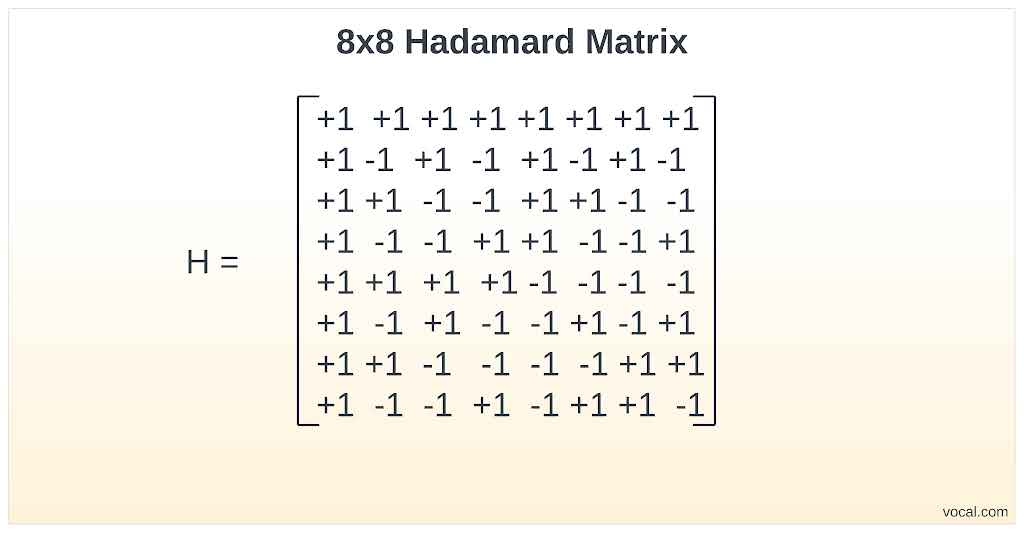 8x8 Hadamard Matrix
+1 +1 +1 +1 +1 +1 +1 +1
+1 -1 +1 -1 +1 -1 +1 -1
+1 +1 -1 -1 +1 +1 -1 -1
+1 -1 -1 +1 +1 -1 -1 +1
H =
+1 +1 +1 +1 -1 -1 -1 -1
+1 -1 +1 -1 -1 +1 -1 +1
+1 +1 -1 -1 -1 -1 +1 +1
+1 -1 -1 +1 -1 +1 +1 -1
vocal.com